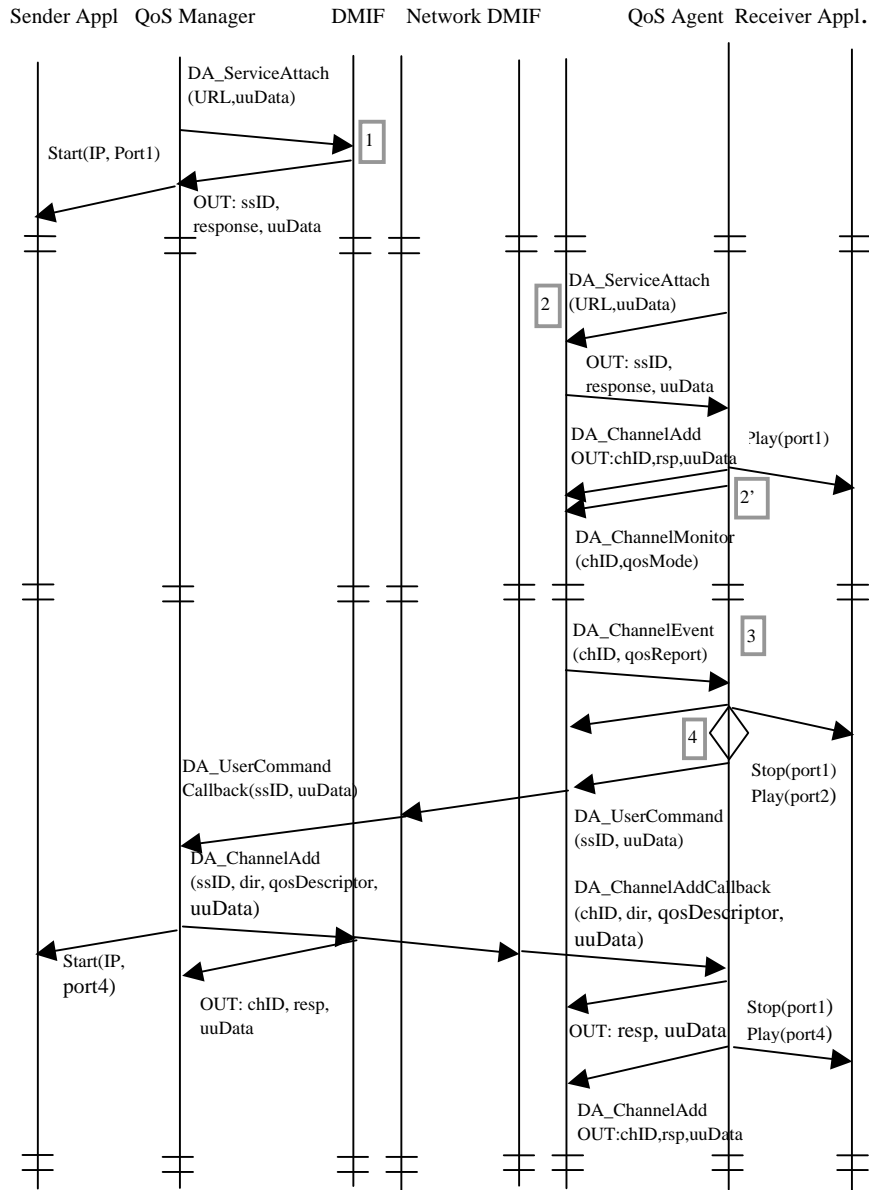 Sender Appl QoS Manager DMIF Network DMIF QoS Agent Receiver Appl.
DA_ServiceAttach
(URL,uuData)
1
Start(IP, Port1)
OUT: ssID,
response, uuData
DA_ServiceAttach
(URL,uuData)
2
OUT: ssID,
response, uuData
DA_ChannelAdd
OUT:chID,rsp,uuData
Play(port1)
2’
DA_ChannelMonitor
(chID,qosMode)
DA_ChannelEvent
(chID, qosReport)
3
4
Stop(port1)
Play(port2)
DA_UserCommand
Callback(ssID, uuData)
DA_UserCommand
(ssID, uuData)
DA_ChannelAdd
(ssID, dir, qosDescriptor,
uuData)
DA_ChannelAddCallback
(chID, dir, qosDescriptor,
uuData)
Start(IP,
port4)
OUT: chID, resp,
uuData
OUT: resp, uuData
Stop(port1)
Play(port4)
DA_ChannelAdd
OUT:chID,rsp,uuData